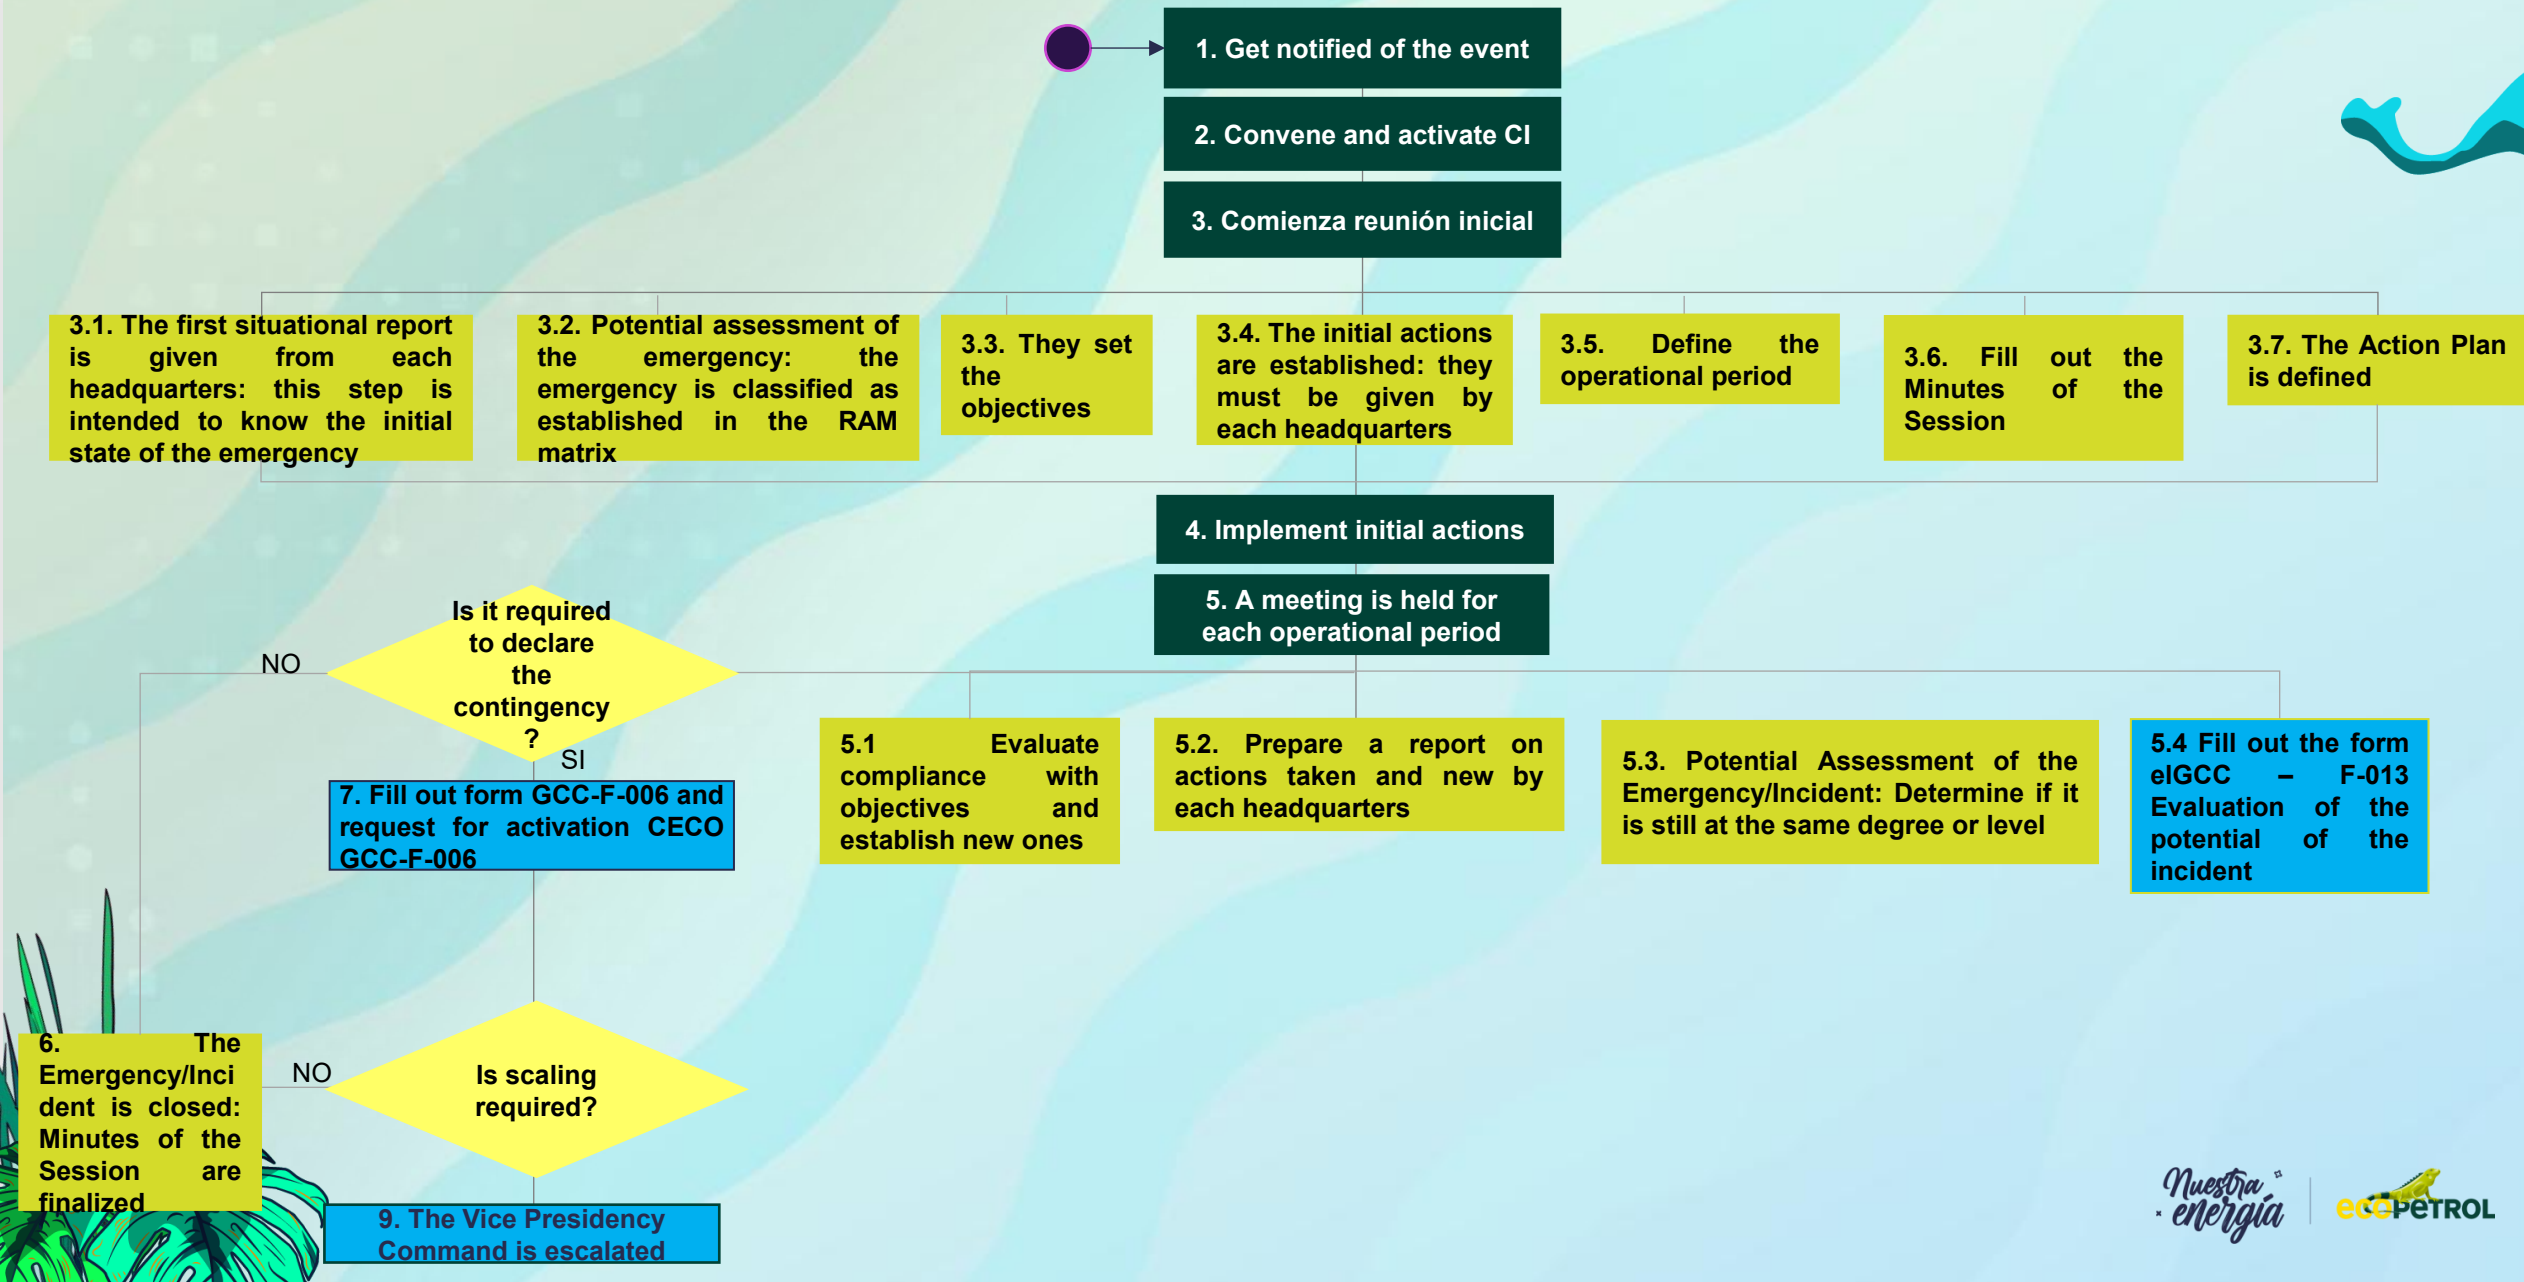 1. Get notified of the event
2. Convene and activate CI
3. Comienza reunión inicial
3.1. The first situational report
is given from each
headquarters: this step is
intended to know the initial
state of the emergency
3.2. Potential assessment of
the emergency: the
emergency is classified as
established in the RAM
matrix
3.3. They set
the
objectives
3.4. The initial actions
are established: they
must be given by
each headquarters
3.5. Define the
operational period
3.6. Fill out the
Minutes of the
Session
3.7. The Action Plan
is defined
4. Implement initial actions
5. A meeting is held for
each operational period
Is it required
to declare
the
contingency
?
NO
SI
7. Fill out form GCC-F-006 and
request for activation CECO
GCC-F-006
5.1 Evaluate
compliance with
objectives and
establish new ones
5.2. Prepare a report on
actions taken and new by
each headquarters
5.3. Potential Assessment of the
Emergency/Incident: Determine if it
is still at the same degree or level
5.4 Fill out the form
elGCC – F-013
Evaluation of the
potential of the
incident
6. The
Emergency/Inci
dent is closed:
Minutes of the
Session are
finalized
NO
Is scaling
required?
9. The Vice Presidency
Command is escalated
Nuestra
energía
ecoPETROL